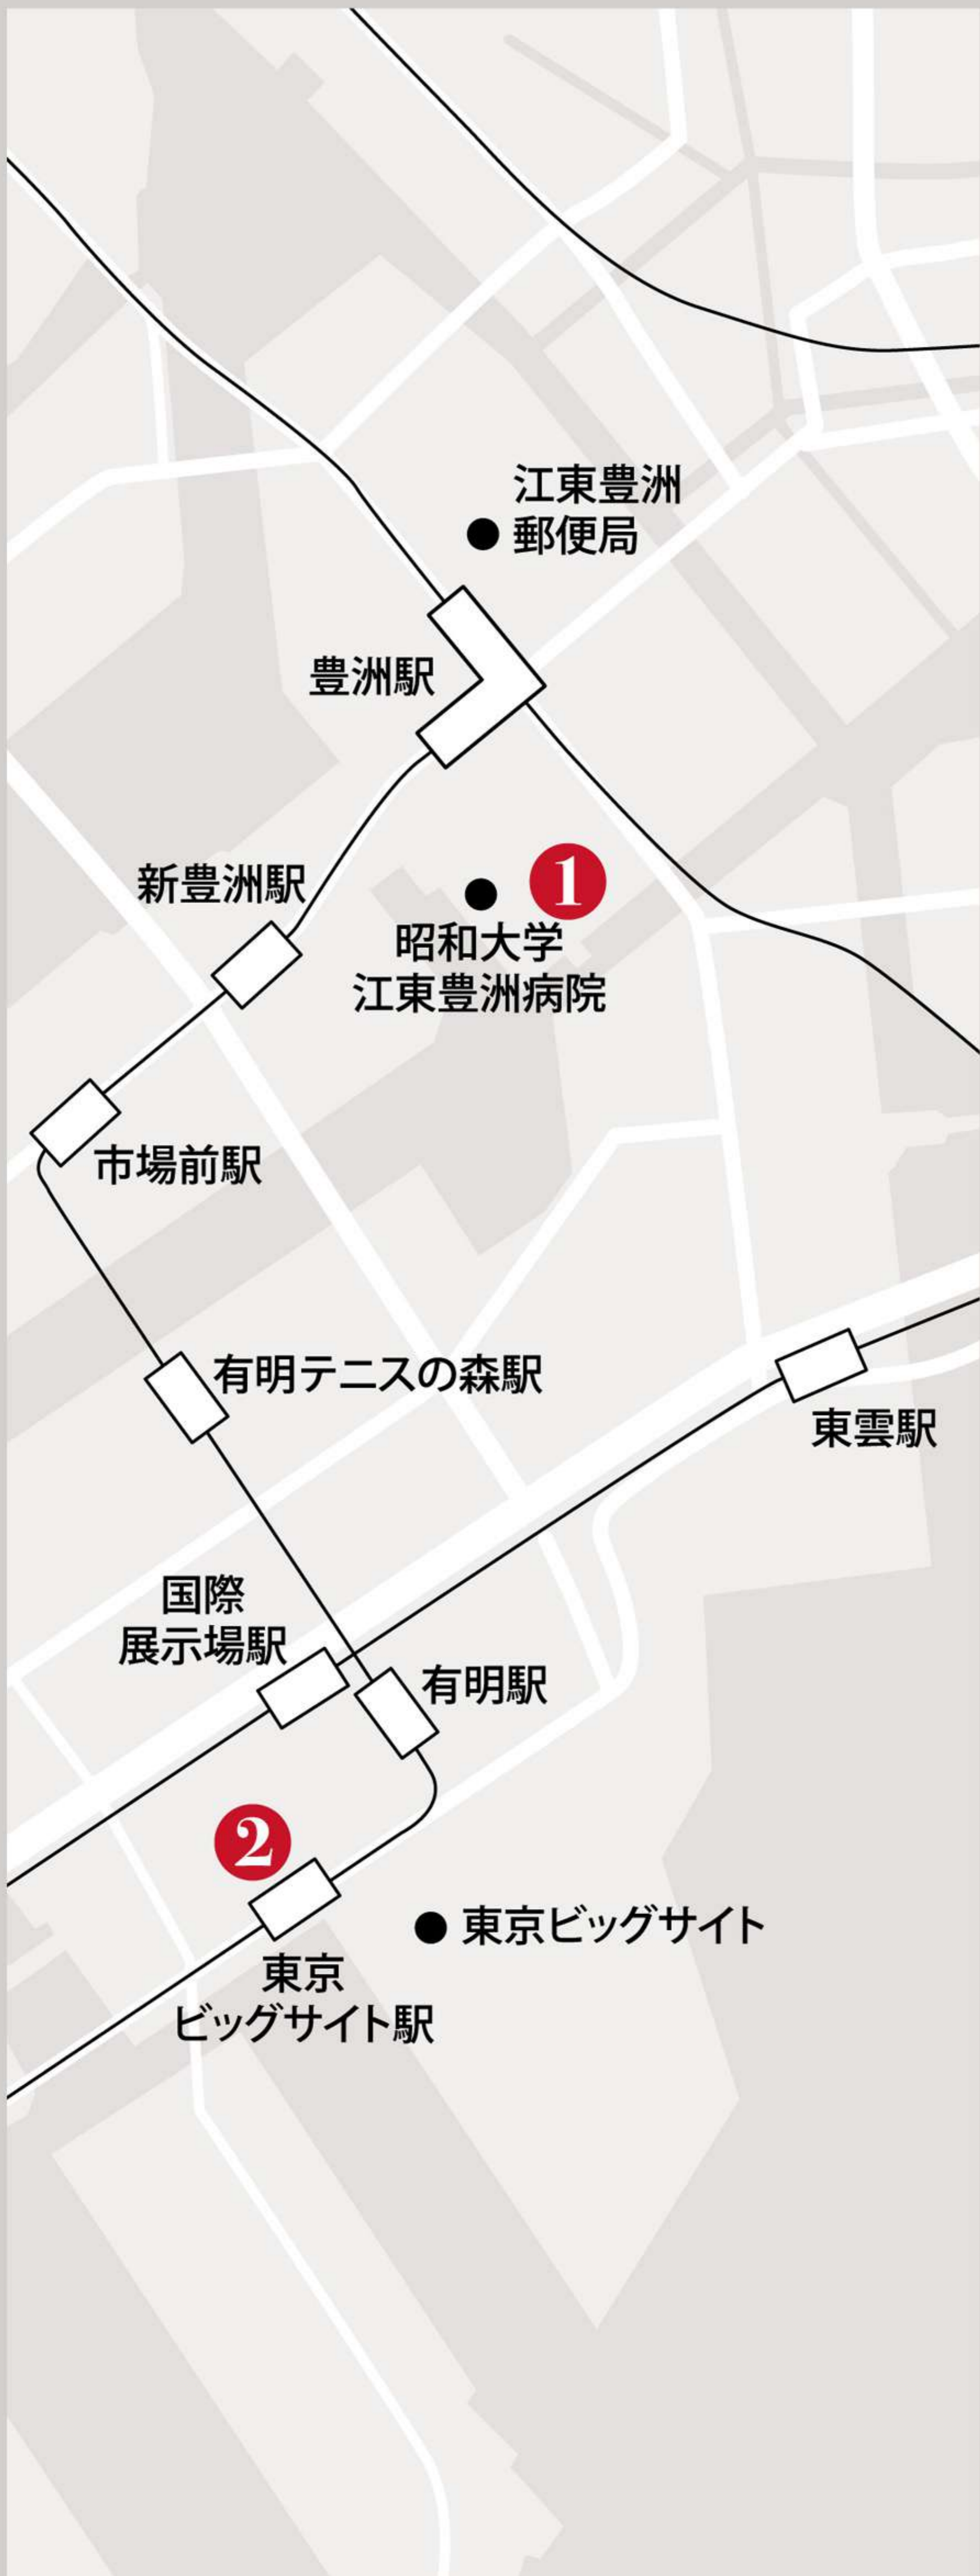 江東豊洲
郵便局
豊洲駅
1
新豊洲駅
昭和大学
江東豊洲病院
市場前駅
有明テニスの森駅
東雲駅
国際
展示場駅
有明駅
2
東京ビッグサイト
東京
ビッグサイト駅